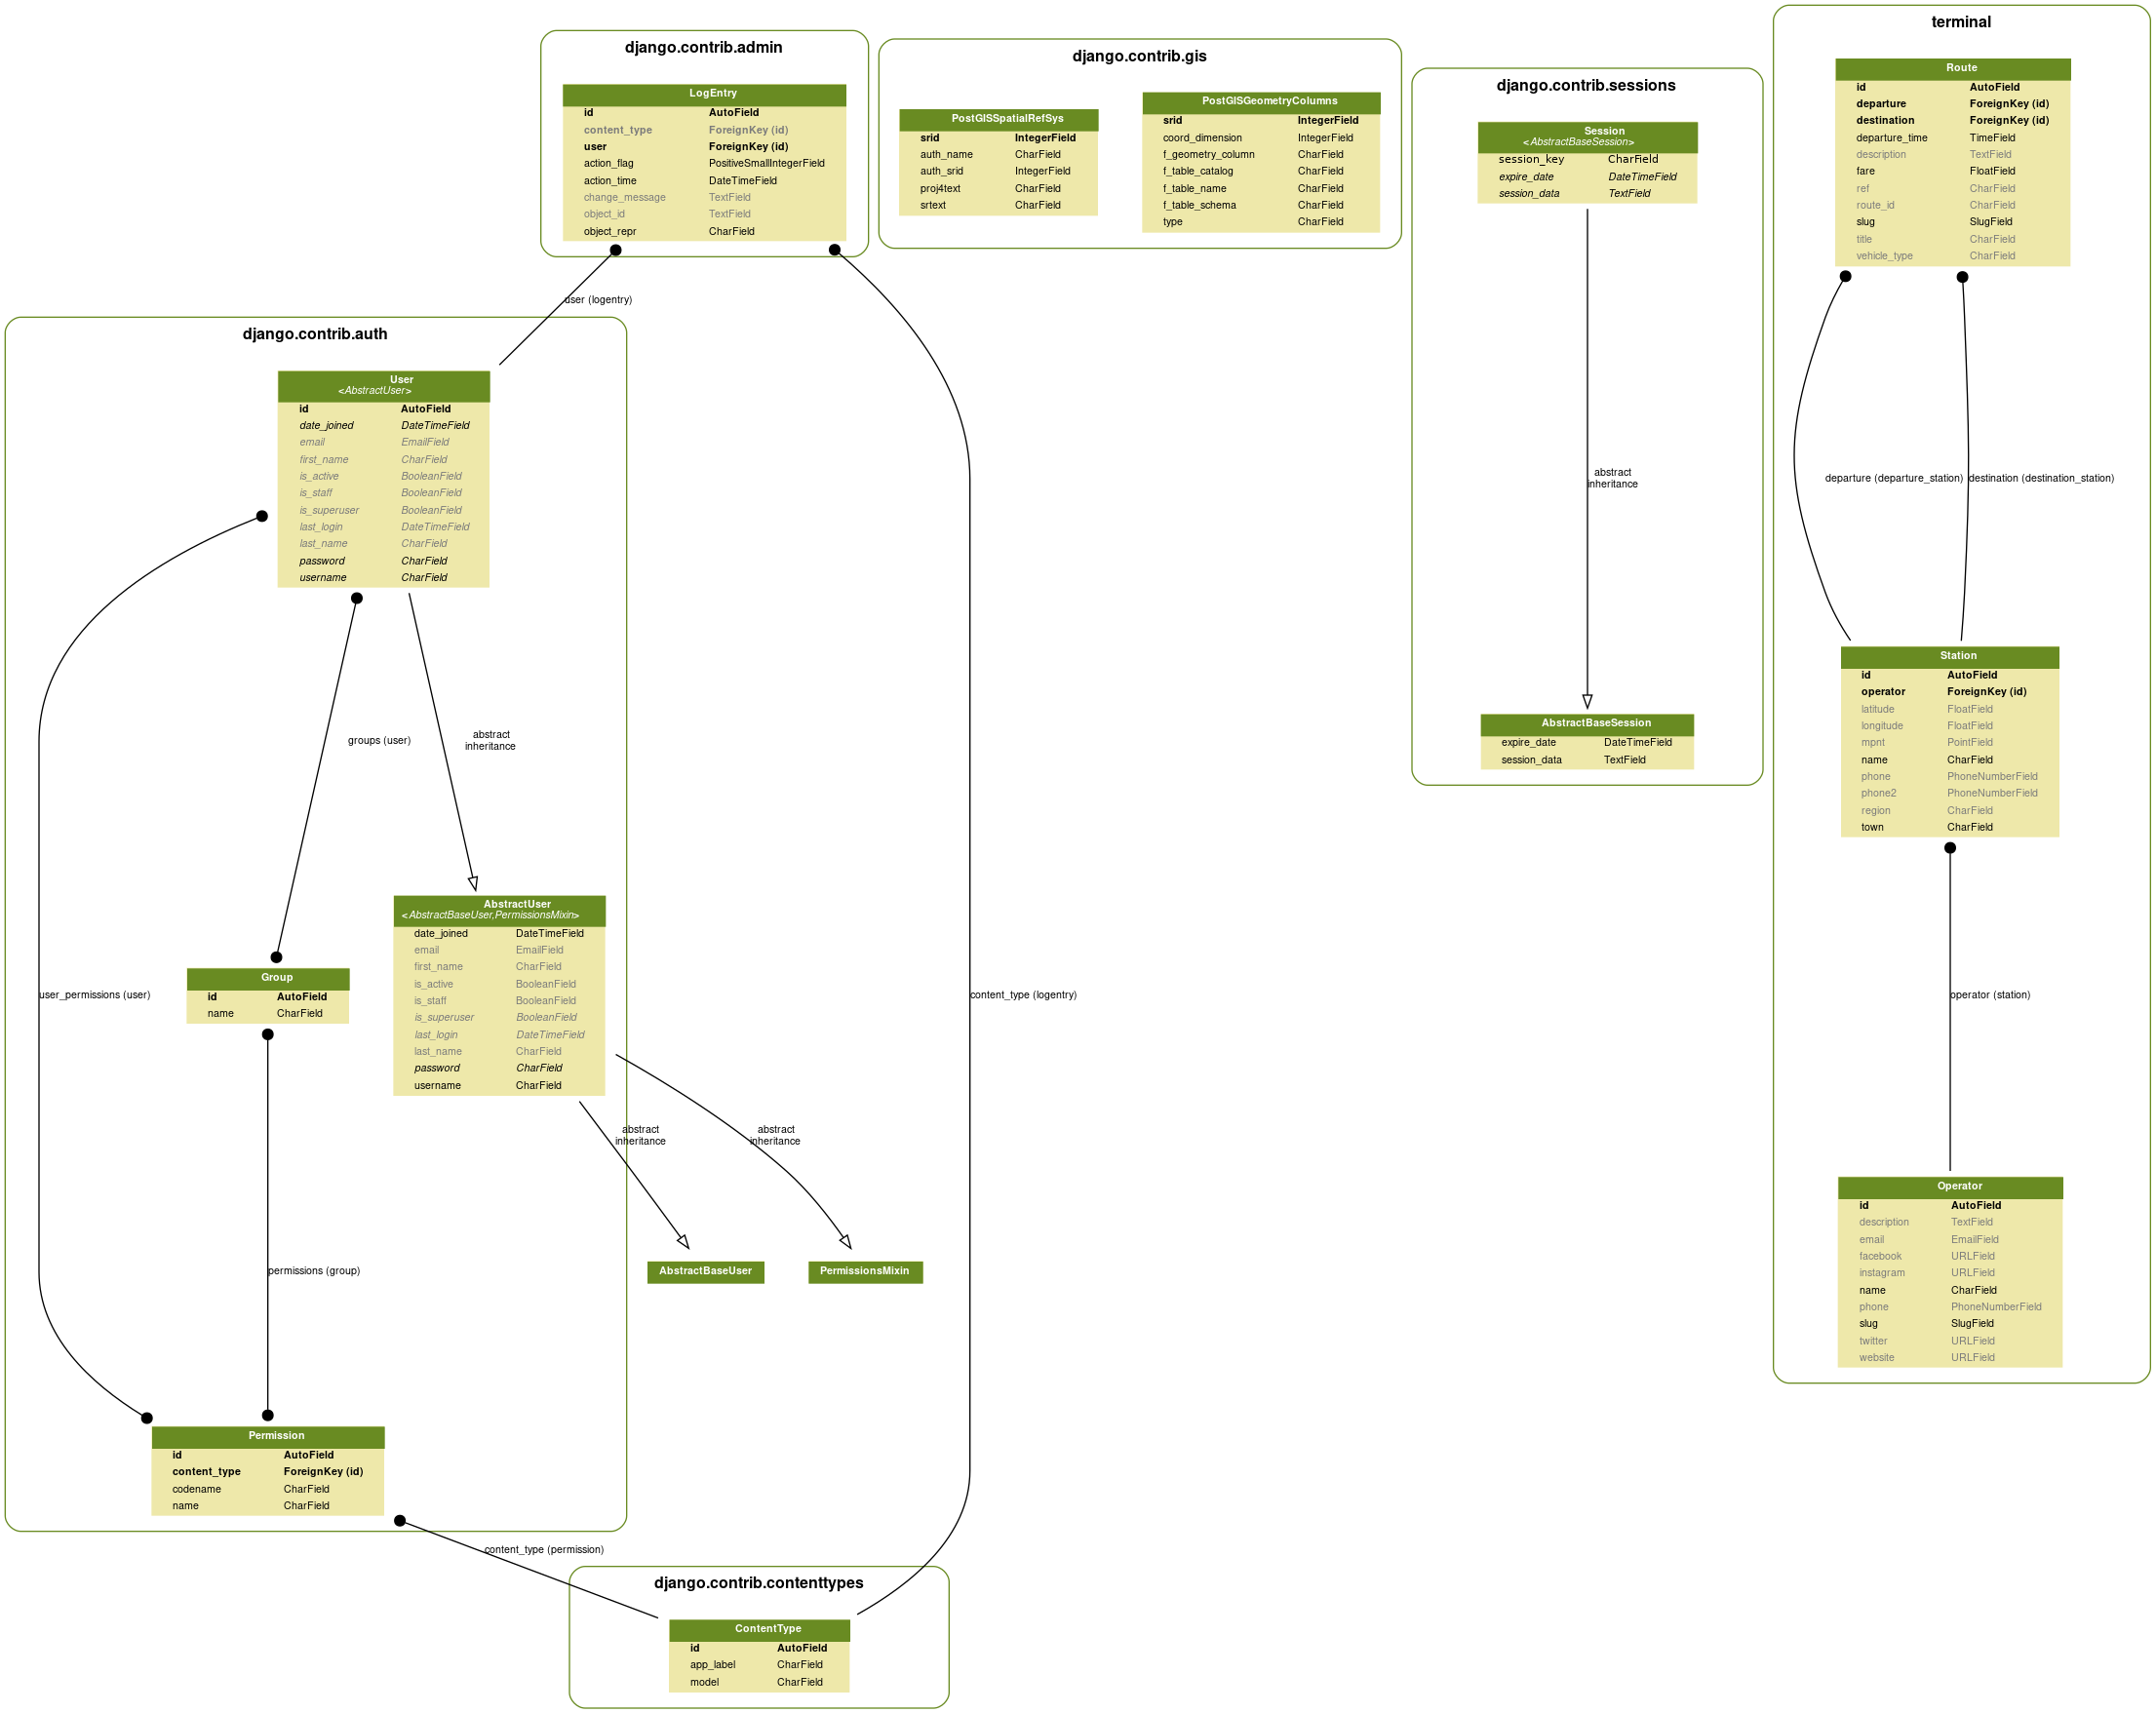 django.contrib.admin
LogEntry
id AutoField
content_type ForeignKey (id)
user ForeignKey (id)
action_flag PositiveSmallIntegerField
action_time DateTimeField
change_message TextField
object_id TextField
object_repr CharField
django.contrib.gis
PostGISSpatialRefSys
srid IntegerField
auth_name CharField
auth_srid IntegerField
proj4text CharField
srtext CharField
PostGISGeometryColumns
srid IntegerField
coord_dimension IntegerField
f_geometry_column CharField
f_table_catalog CharField
f_table_name CharField
f_table_schema CharField
type CharField
django.contrib.sessions
Session
<AbstractBaseSession>
session_key CharField
expire_date DateTimeField
session_data TextField
abstract
inheritance
AbstractBaseSession
expire_date DateTimeField
session_data TextField
terminal
Route
id AutoField
departure ForeignKey (id)
destination ForeignKey (id)
departure_time TimeField
description TextField
fare FloatField
ref CharField
route_id CharField
slug SlugField
title CharField
vehicle_type CharField
departure (departure_station)
destination (destination_station)
Station
id AutoField
operator ForeignKey (id)
latitude FloatField
longitude FloatField
mpnt PointField
name CharField
phone PhoneNumberField
phone2 PhoneNumberField
region CharField
town CharField
operator (station)
Operator
id AutoField
description TextField
email EmailField
facebook URLField
instagram URLField
name CharField
phone PhoneNumberField
slug SlugField
twitter URLField
website URLField
user (logentry)
django.contrib.auth
User
<AbstractUser>
id AutoField
date_joined DateTimeField
email EmailField
first_name CharField
is_active BooleanField
is_staff BooleanField
is_superuser BooleanField
last_login DateTimeField
last_name CharField
password CharField
username CharField
groups (user)
abstract
inheritance
AbstractUser
<AbstractBaseUser,PermissionsMixin>
date_joined DateTimeField
email EmailField
first_name CharField
is_active BooleanField
is_staff BooleanField
is_superuser BooleanField
last_login DateTimeField
last_name CharField
password CharField
username CharField
Group
id AutoField
name CharField
user_permissions (user)
content_type (logentry)
abstract
inheritance
abstract
inheritance
AbstractBaseUser
PermissionsMixin
permissions (group)
Permission
id AutoField
content_type ForeignKey (id)
codename CharField
name CharField
content_type (permission)
django.contrib.contenttypes
ContentType
id AutoField
app_label CharField
model CharField